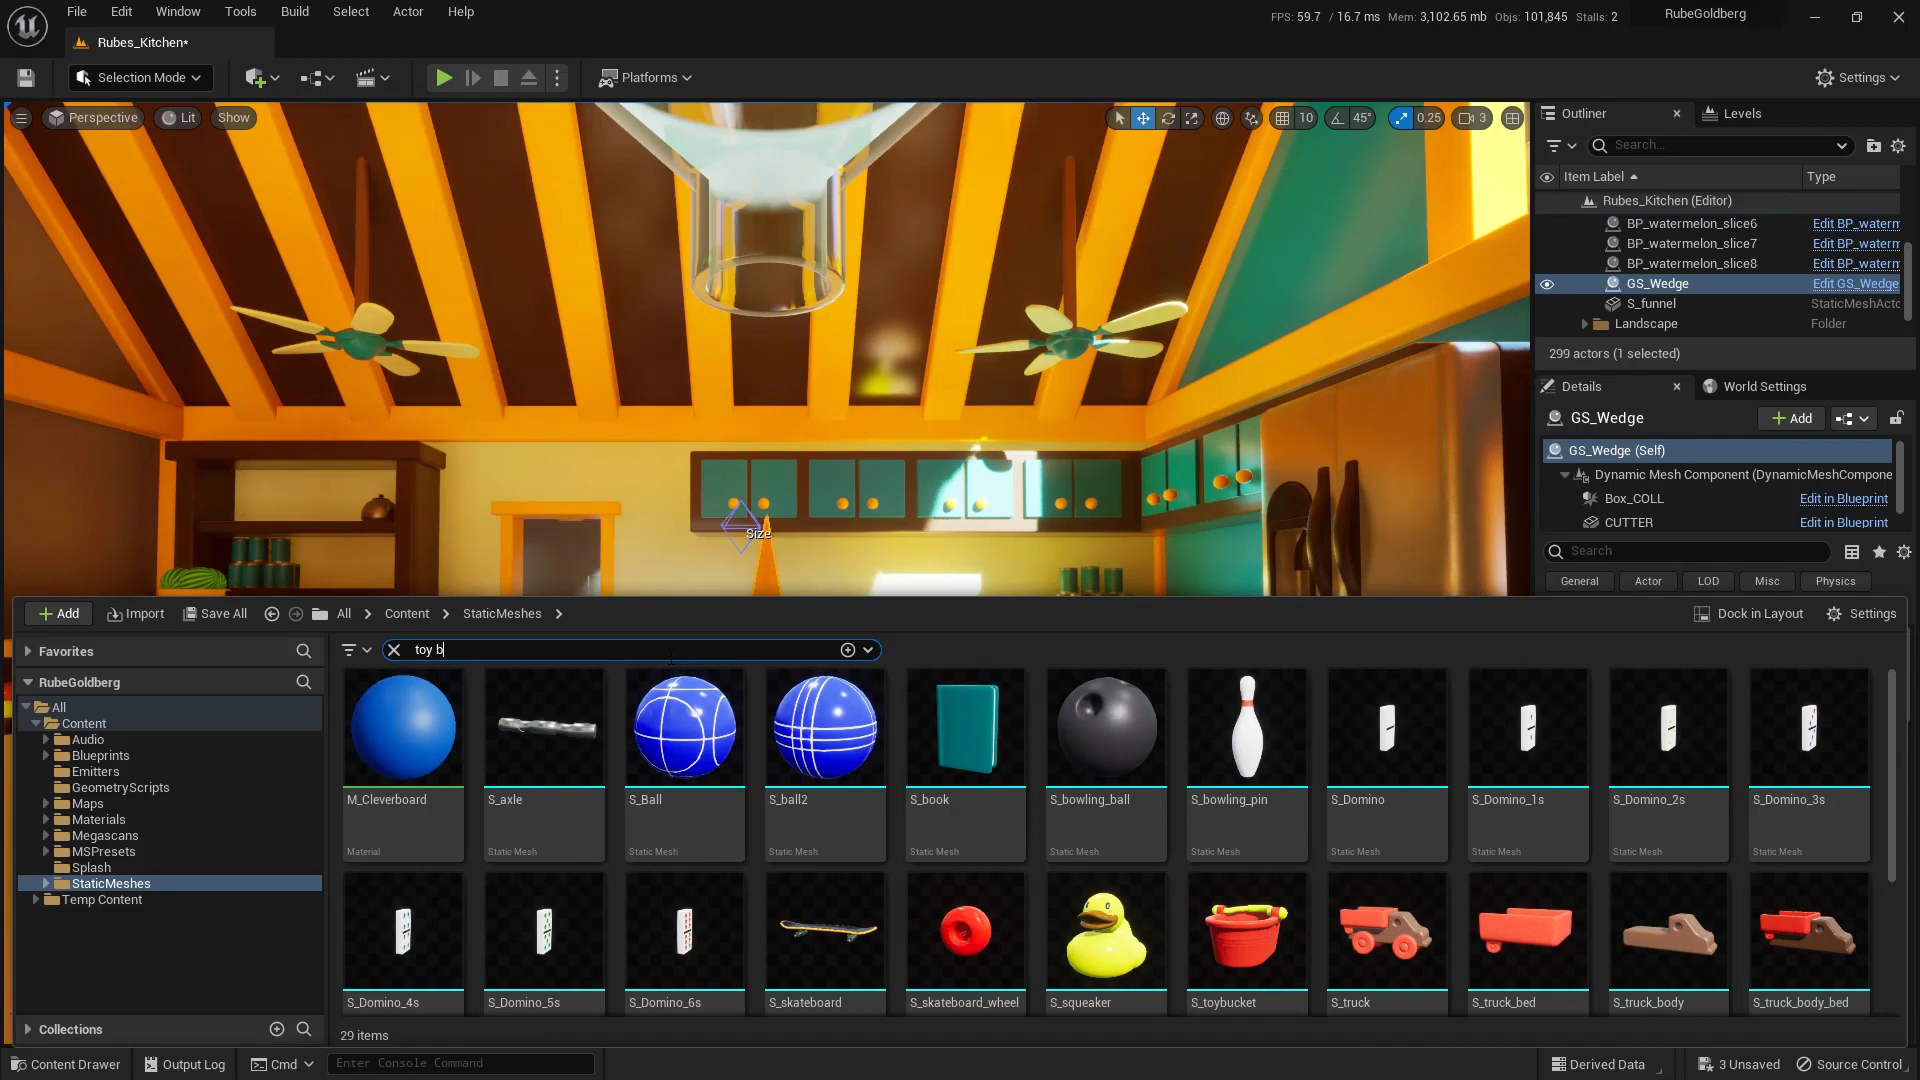 File Edit Window Tools Build Select Actor Help
FPS: 59.7 / 16.7 ms Mem: 3,102.65 mb Objs: 101,845 Stalls: 2
RubeGoldberg
Rubes_Kitchen*
Selection Mode
Platforms
Settings
Perspective Lit Show
10 45° 0.25 3
Outliner
Levels
Search...
Item Label Type
Rubes_Kitchen (Editor)
BP_watermelon_slice6 Edit BP_waterm
BP_watermelon_slice7 Edit BP_waterm
BP_watermelon_slice8 Edit BP_waterm
GS_Wedge Edit GS_Wedge
S_funnel StaticMeshActo
Landscape Folder
299 actors (1 selected)
Details
World Settings
GS_Wedge
Add
GS_Wedge (Self)
Dynamic Mesh Component (DynamicMeshCompone
Box_COLL Edit in Blueprint
CUTTER Edit in Blueprint
Search
General Actor LOD Misc Physics
Size
Add Import Save All All Content StaticMeshes
Dock in Layout Settings
Favorites
RubeGoldberg
All
Content
Audio
Blueprints
Emitters
GeometryScripts
Maps
Materials
Megascans
MSPresets
Splash
StaticMeshes
Temp Content
Collections
toy b
M_Cleverboard S_axle S_Ball S_ball2 S_book S_bowling_ball S_bowling_pin S_Domino S_Domino_1s S_Domino_2s S_Domino_3s
Material Static Mesh Static Mesh Static Mesh Static Mesh Static Mesh Static Mesh Static Mesh Static Mesh Static Mesh Static Mesh
S_Domino_4s S_Domino_5s S_Domino_6s S_skateboard S_skateboard_wheel S_squeaker S_toybucket S_truck S_truck_bed S_truck_body S_truck_body_bed
29 items
Content Drawer Output Log Cmd Enter Console Command
Derived Data 3 Unsaved Source Control